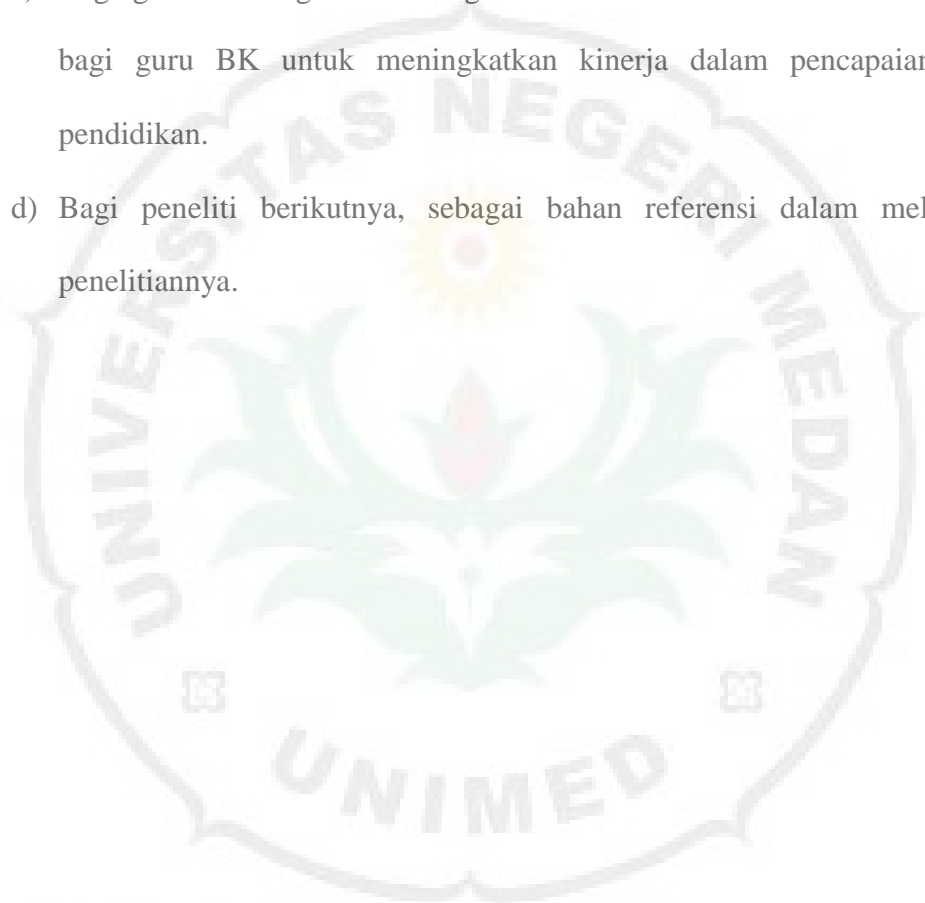 bagi guru BK untuk meningkatkan kinerja dalam pencapaian
pendidikan.
d) Bagi peneliti berikutnya, sebagai bahan referensi dalam
penelitiannya.
UNIVERSITAS NEGERI MEDAN
UNIMED